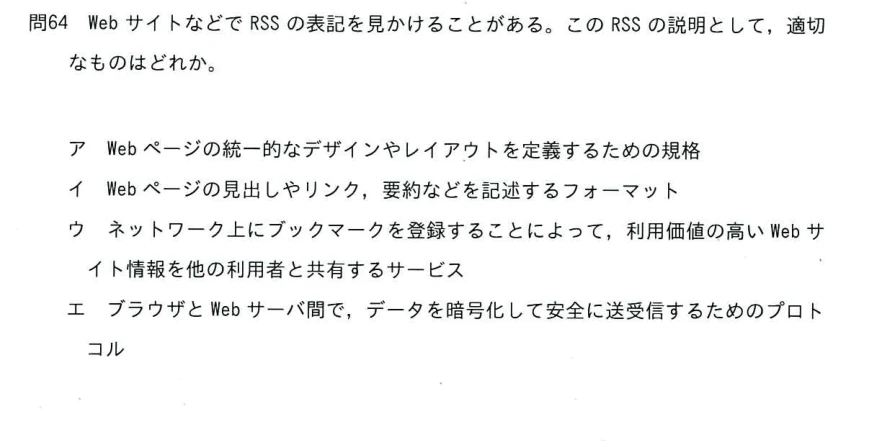 問64 Web サイトなどで RSS の表記を見かけることがある。この RSS の説明として，適切
なものはどれか。
ア Web ページの統一的なデザインやレイアウトを定義するための規格
イ Web ページの見出しやリンク，要約などを記述するフォーマット
ウ ネットワーク上にブックマークを登録することによって，利用価値の高い Web サ
イト情報を他の利用者と共有するサービス
エ ブラウザと Web サーバ間で，データを暗号化して安全に送受信するためのプロト
コル